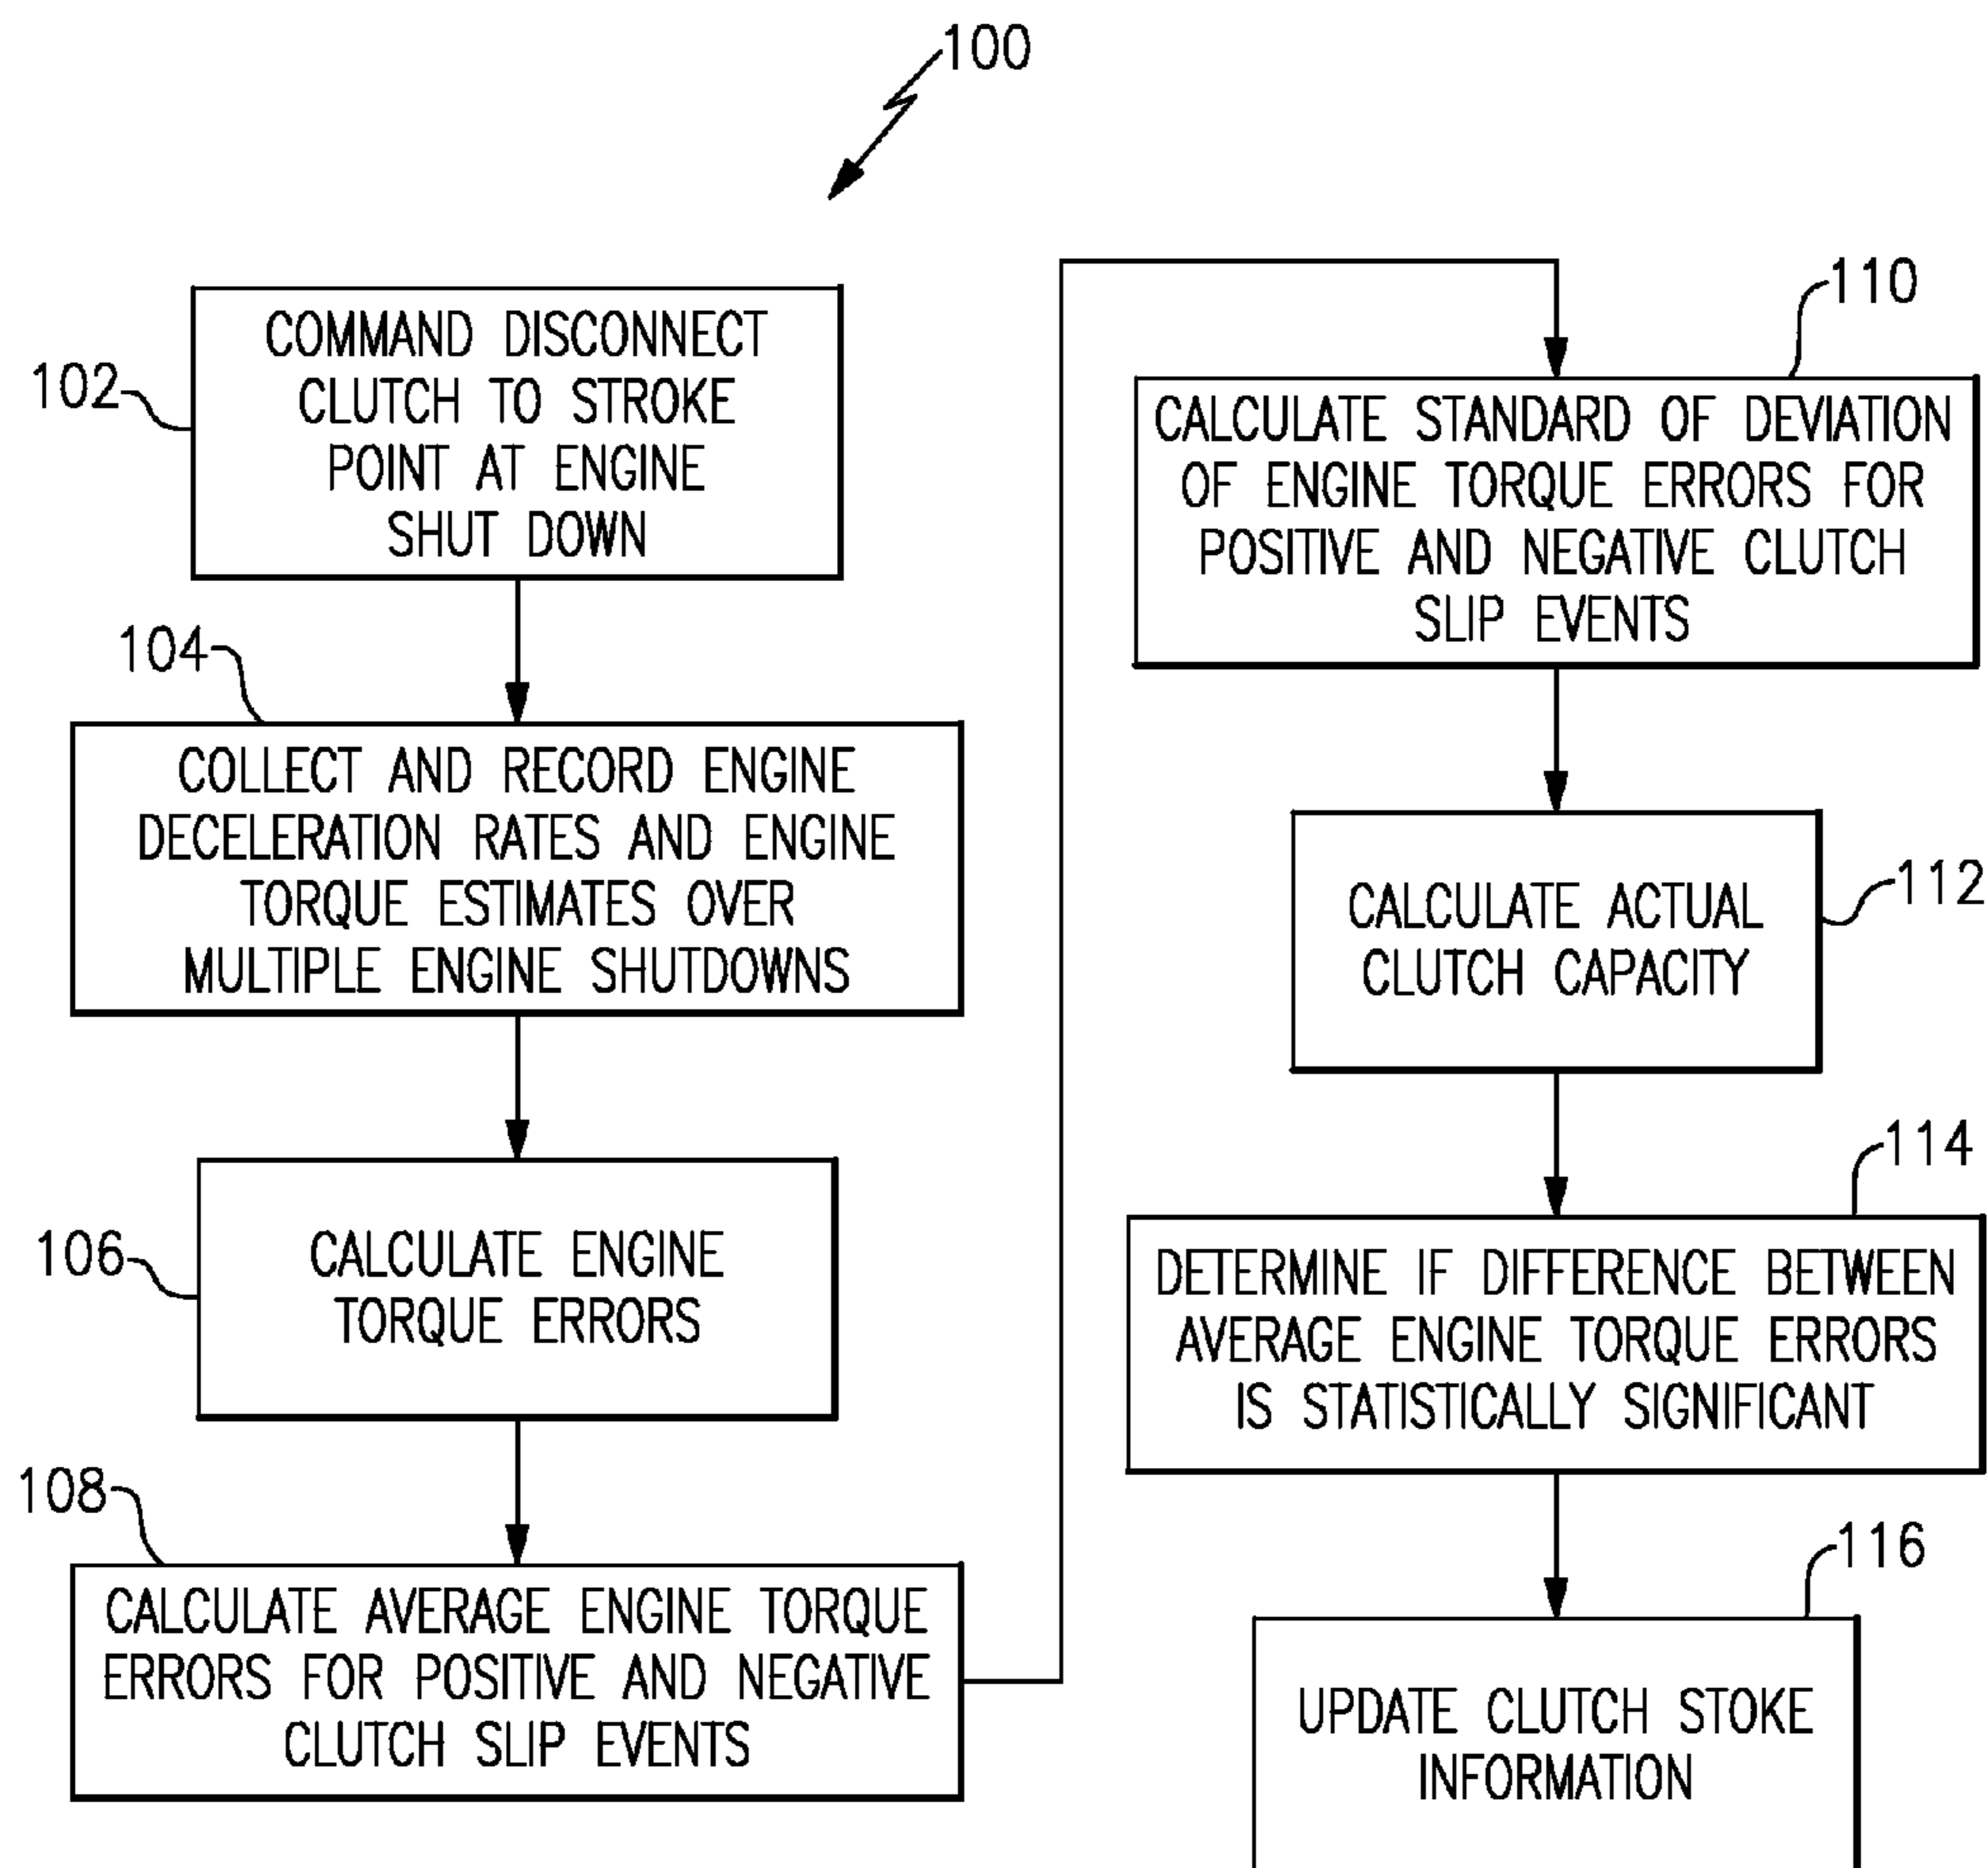 100
102
COMMAND DISCONNECT
CLUTCH TO STROKE
POINT AT ENGINE
SHUT DOWN
104
COLLECT AND RECORD ENGINE
DECELERATION RATES AND ENGINE
TORQUE ESTIMATES OVER
MULTIPLE ENGINE SHUTDOWNS
106
CALCULATE ENGINE
TORQUE ERRORS
108
CALCULATE AVERAGE ENGINE TORQUE
ERRORS FOR POSITIVE AND NEGATIVE
CLUTCH SLIP EVENTS
110
CALCULATE STANDARD OF DEVIATION
OF ENGINE TORQUE ERRORS FOR
POSITIVE AND NEGATIVE CLUTCH
SLIP EVENTS
112
CALCULATE ACTUAL
CLUTCH CAPACITY
114
DETERMINE IF DIFFERENCE BETWEEN
AVERAGE ENGINE TORQUE ERRORS
IS STATISTICALLY SIGNIFICANT
116
UPDATE CLUTCH STOKE
INFORMATION